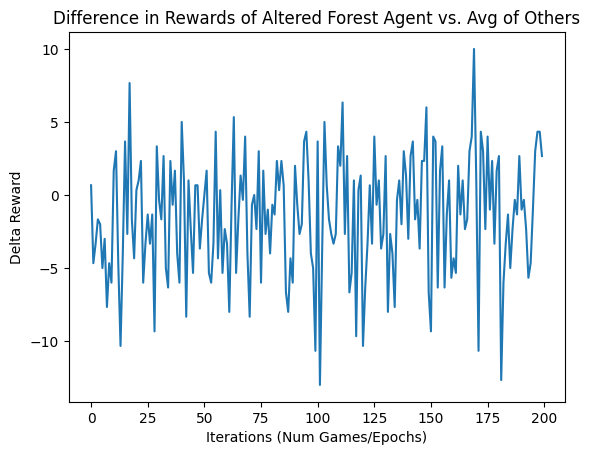 Difference in Rewards of Altered Forest Agent vs. Avg of Others
10
5
0
−5
−10
Delta Reward
0 25 50 75 100 125 150 175 200
Iterations (Num Games/Epochs)